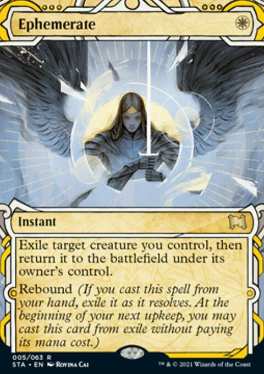 Ephemerate
Instant
Exile target creature you control, then
return it to the battlefield under its
owner's control.
Rebound (If you cast this spell from
your hand, exile it as it resolves. At the
beginning of your next upkeep, you may
cast this card from exile without paying
its mana cost.)
005/063 R
STA • EN ROVINA CAI
™ & © 2021 Wizards of the Coast